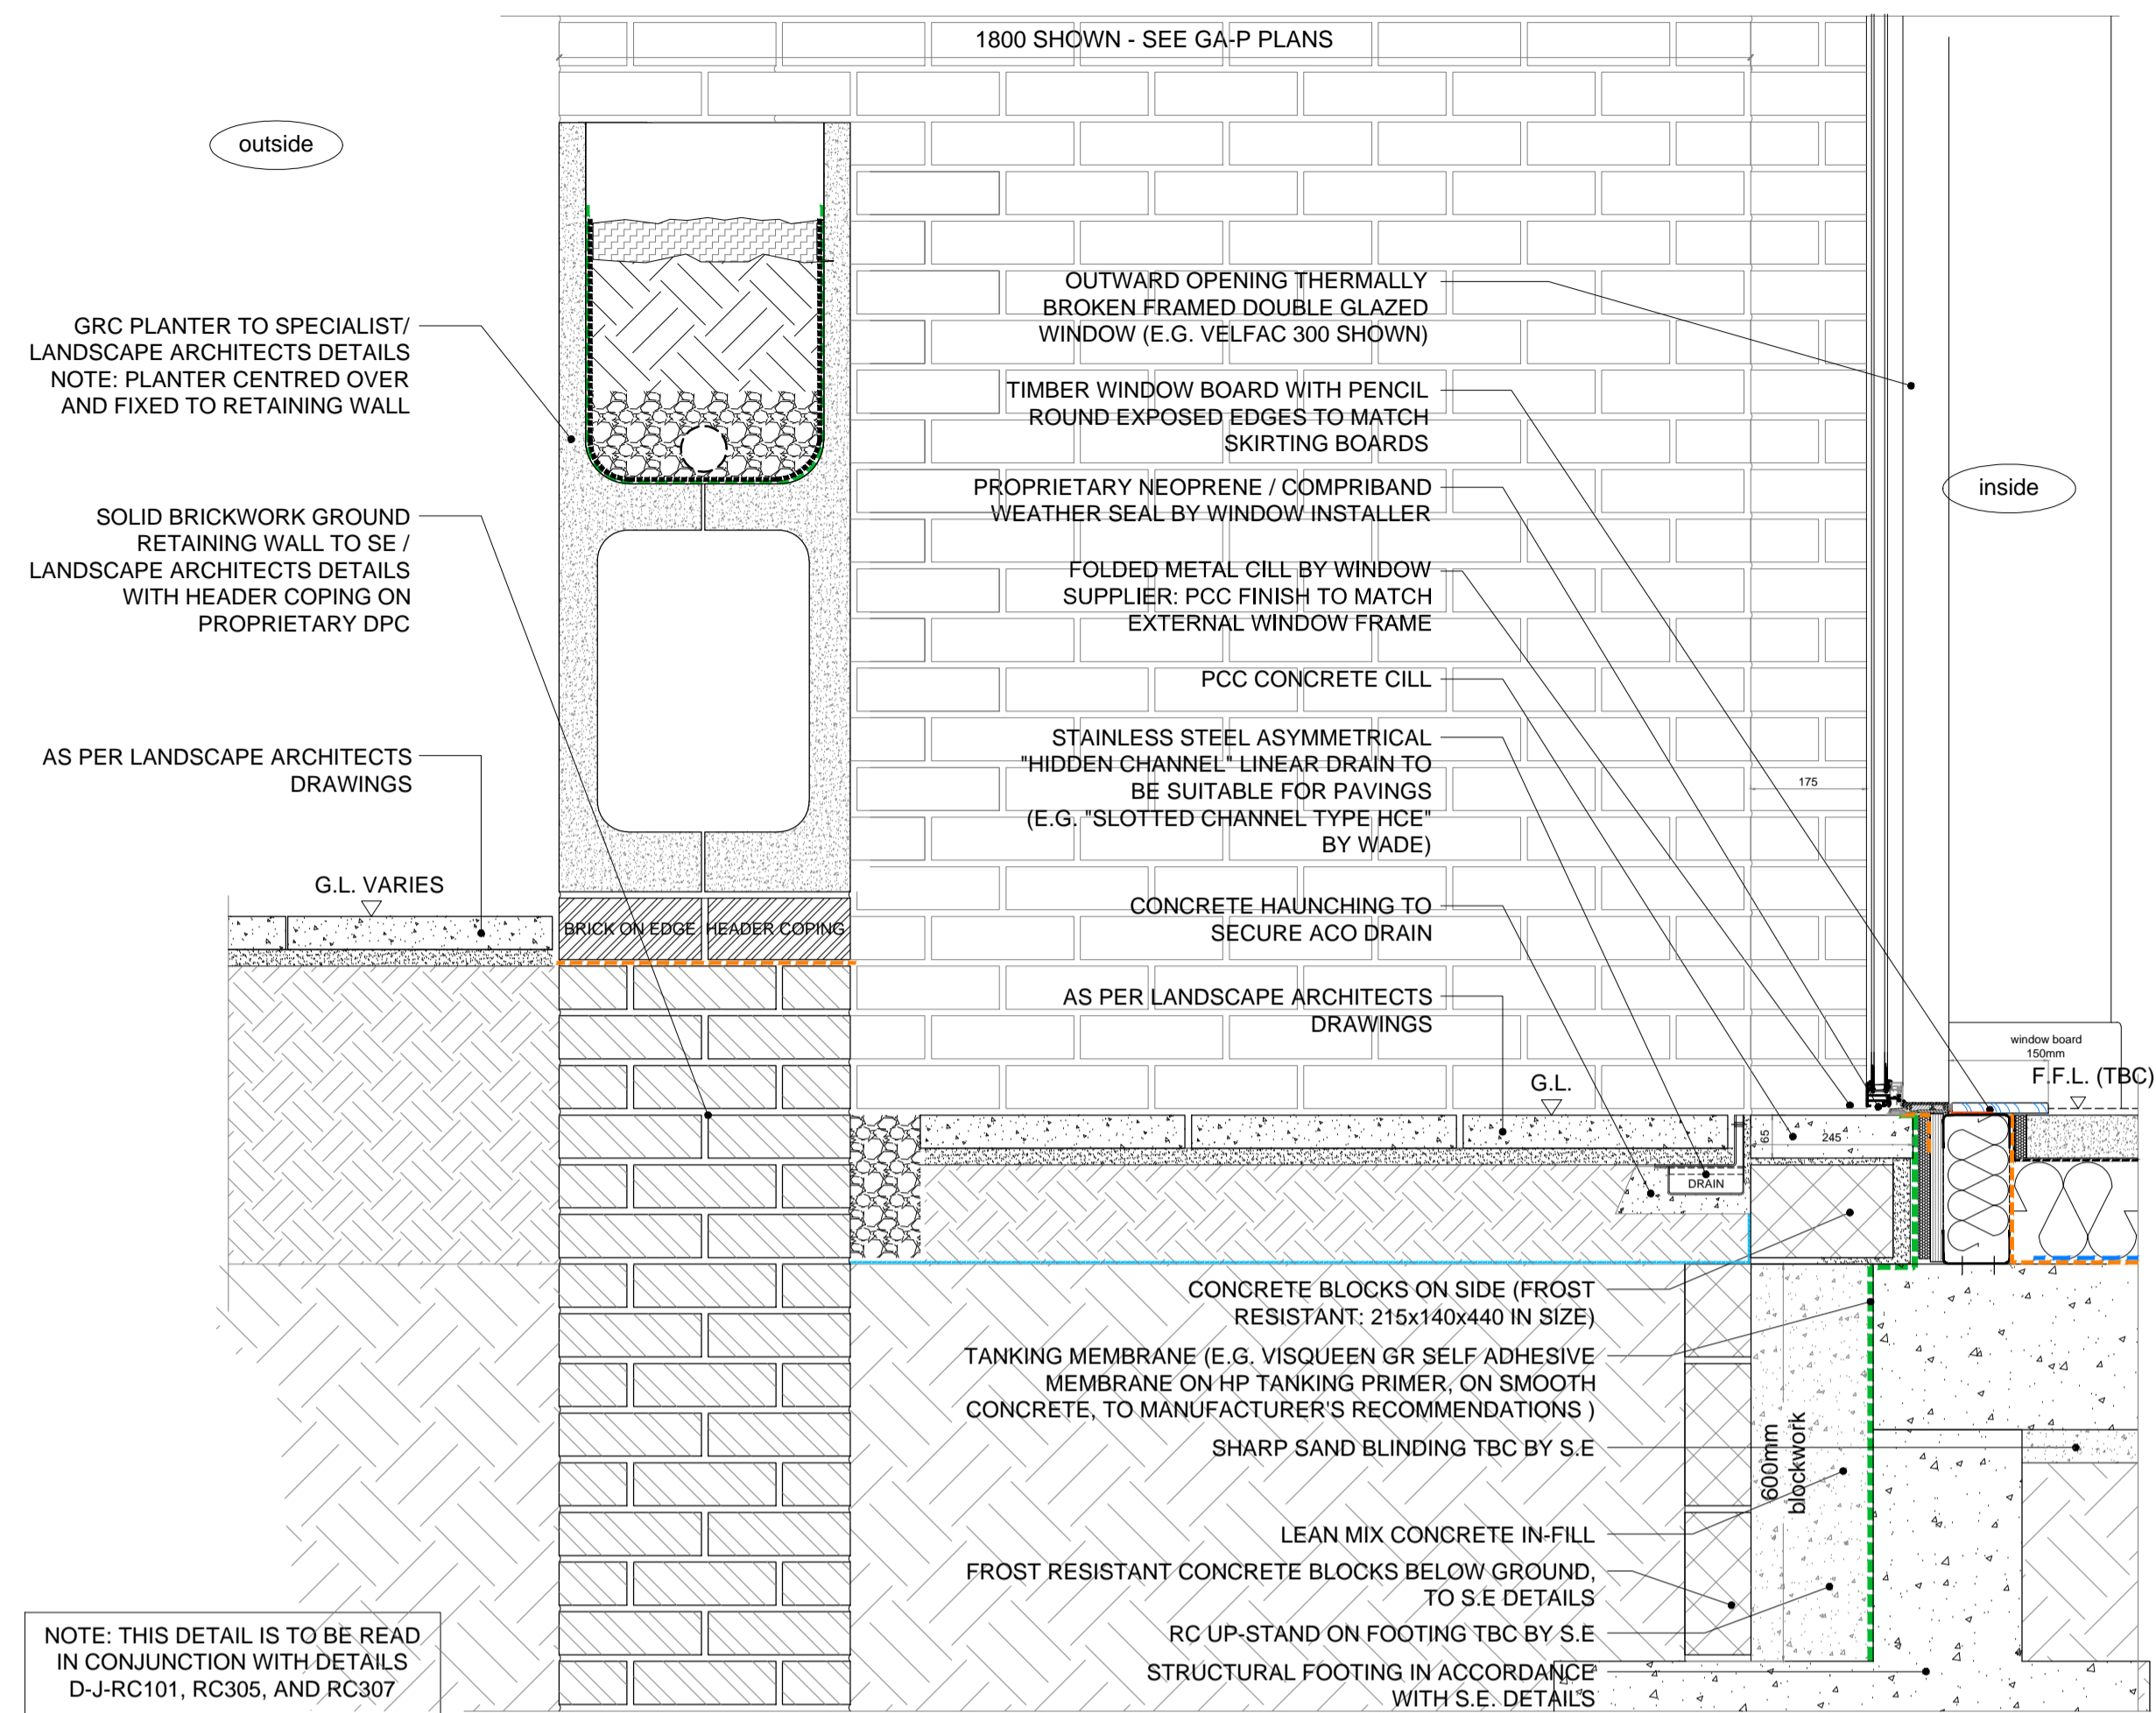 1800 SHOWN - SEE GA-P PLANS
outside
GRC PLANTER TO SPECIALIST/
LANDSCAPE ARCHITECTS DETAILS
NOTE: PLANTER CENTRED OVER
AND FIXED TO RETAINING WALL
SOLID BRICKWORK GROUND
RETAINING WALL TO SE /
LANDSCAPE ARCHITECTS DETAILS
WITH HEADER COPING ON
PROPRIETARY DPC
AS PER LANDSCAPE ARCHITECTS
DRAWINGS
G.L. VARIES
BRICK ON EDGE HEADER COPING
OUTWARD OPENING THERMALLY
BROKEN FRAMED DOUBLE GLAZED
WINDOW (E.G. VELFAC 300 SHOWN)
TIMBER WINDOW BOARD WITH PENCIL
ROUND EXPOSED EDGES TO MATCH
SKIRTING BOARDS
PROPRIETARY NEOPRENE / COMPRIBAND
WEATHER SEAL BY WINDOW INSTALLER
FOLDED METAL CILL BY WINDOW
SUPPLIER: PCC FINISH TO MATCH
EXTERNAL WINDOW FRAME
PCC CONCRETE CILL
STAINLESS STEEL ASYMMETRICAL
"HIDDEN CHANNEL" LINEAR DRAIN TO
BE SUITABLE FOR PAVINGS
(E.G. "SLOTTED CHANNEL TYPE HCE"
BY WADE)
CONCRETE HAUNCHING TO
SECURE ACO DRAIN
AS PER LANDSCAPE ARCHITECTS
DRAWINGS
G.L.
inside
175
window board
150mm
F.F.L. (TBC)
65
245
DRAIN
CONCRETE BLOCKS ON SIDE (FROST
RESISTANT: 215x140x440 IN SIZE)
TANKING MEMBRANE (E.G. VISQUEEN GR SELF ADHESIVE
MEMBRANE ON HP TANKING PRIMER, ON SMOOTH
CONCRETE, TO MANUFACTURER'S RECOMMENDATIONS )
SHARP SAND BLINDING TBC BY S.E
600mm
blockwork
LEAN MIX CONCRETE IN-FILL
FROST RESISTANT CONCRETE BLOCKS BELOW GROUND,
TO S.E DETAILS
RC UP-STAND ON FOOTING TBC BY S.E
STRUCTURAL FOOTING IN ACCORDANCE
WITH S.E. DETAILS
NOTE: THIS DETAIL IS TO BE READ
IN CONJUNCTION WITH DETAILS
D-J-RC101, RC305, AND RC307